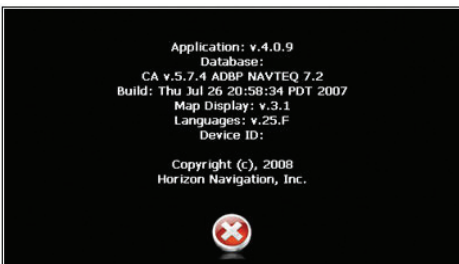 Application: v.4.0.9
Database:
CA v.5.7.4 ADBP NAVTEQ 7.2
Build: Thu Jul 26 20:58:34 PDT 2007
Map Display: v.3.1
Languages: v.25.F
Device ID:
Copyright (c), 2008
Horizon Navigation, Inc.